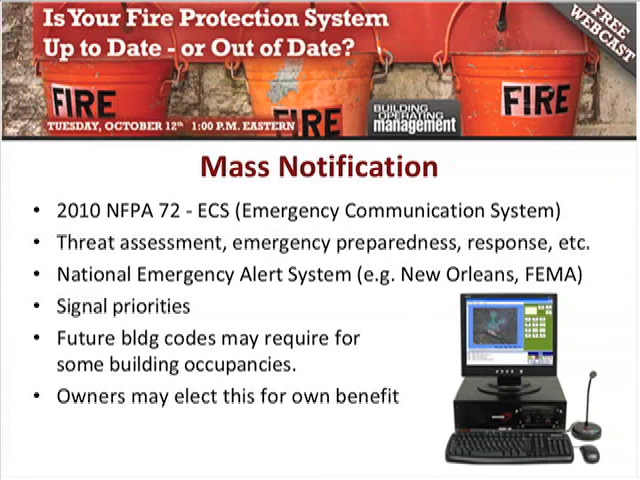 Is Your Fire Protection System
Up to Date - or Out of Date?
FREE
WEBCAST
FIRE
FIRE
FIRE
TUESDAY, OCTOBER 12th 1:00 P.M. EASTERN
BUILDING
OPERATING
management
Mass Notification
• 2010 NFPA 72 - ECS (Emergency Communication System)
• Threat assessment, emergency preparedness, response, etc.
• National Emergency Alert System (e.g. New Orleans, FEMA)
• Signal priorities
• Future bldg codes may require for
some building occupancies.
• Owners may elect this for own benefit